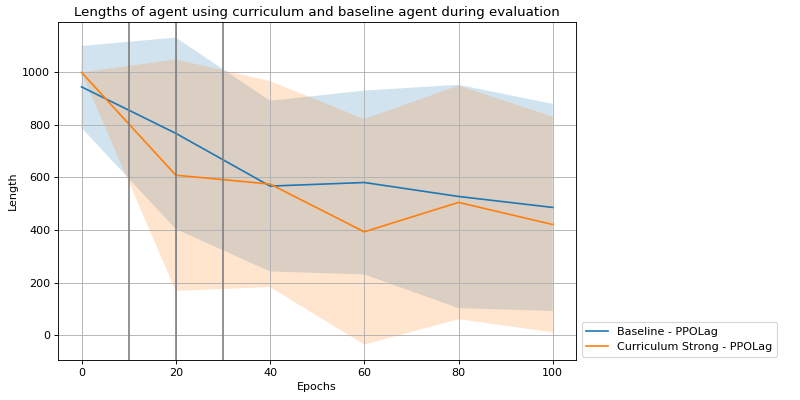 Lengths of agent using curriculum and baseline agent during evaluation
1000
800
600
400
200
0
Length
0 20 40 60 80 100
Epochs
Baseline - PPOLag
Curriculum Strong - PPOLag